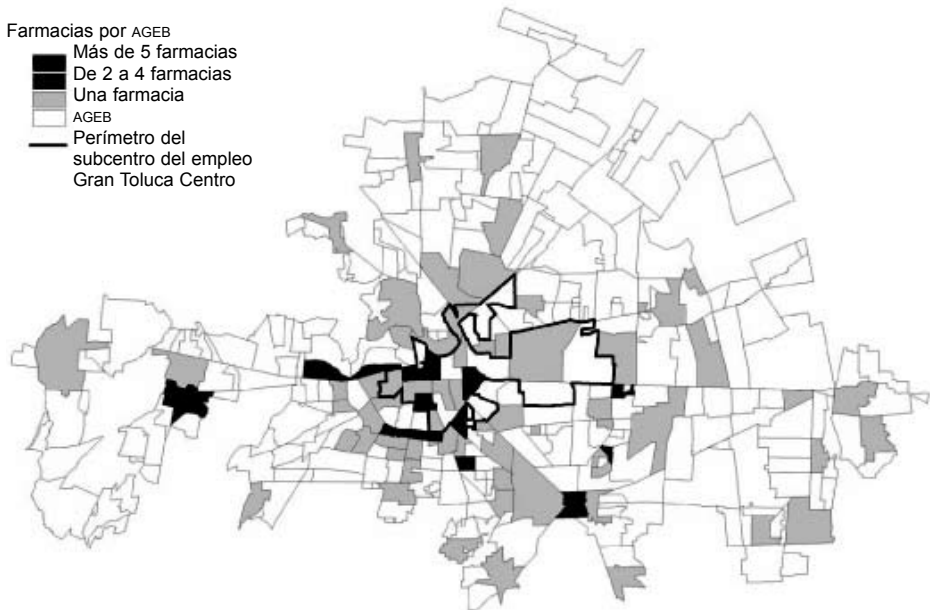 Farmacias por AGEB
Más de 5 farmacias
De 2 a 4 farmacias
Una farmacia
AGEB
Perímetro del
subcentro del empleo
Gran Toluca Centro